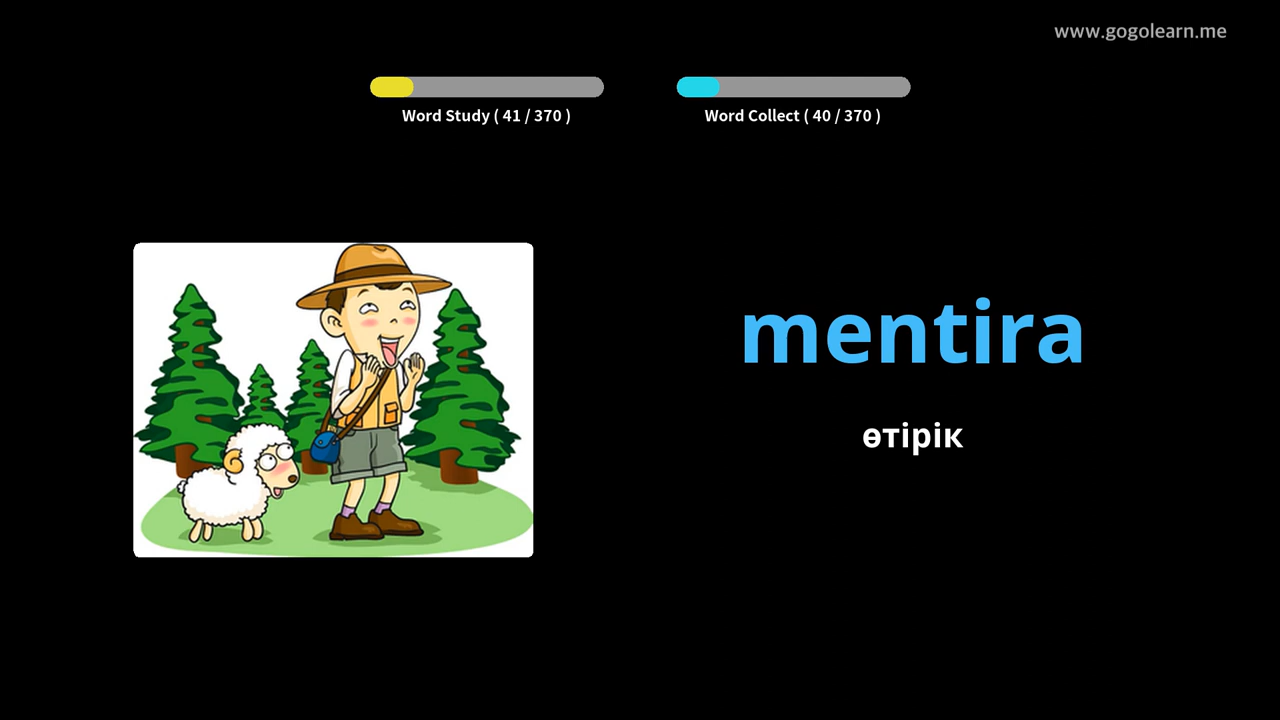 www.gogolearn.me
Word Study ( 41 / 370 )
Word Collect ( 40 / 370 )
mentira
өтірік